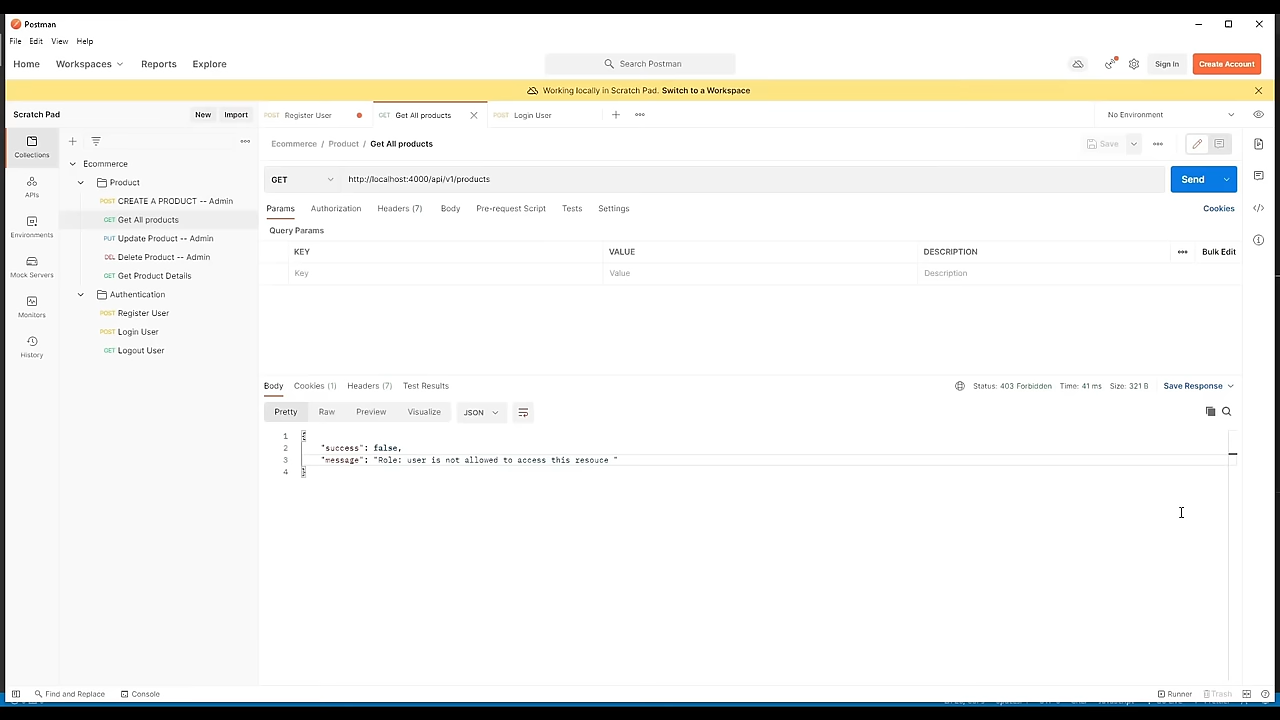 Postman
File Edit View Help
Home Workspaces Reports Explore Search Postman Sign In Create Account
Working locally in Scratch Pad. Switch to a Workspace
Scratch Pad New Import
POST Register User GET Get All products POST Login User No Environment
Collections
APIs
Environments
Mock Servers
Monitors
History
Ecommerce
Product
POST CREATE A PRODUCT -- Admin
GET Get All products
PUT Update Product -- Admin
DEL Delete Product -- Admin
GET Get Product Details
Authentication
POST Register User
POST Login User
GET Logout User
Ecommerce / Product / Get All products Save
GET http://localhost:4000/api/v1/products Send
Params Authorization Headers (7) Body Pre-request Script Tests Settings Cookies
Query Params
KEY VALUE DESCRIPTION Bulk Edit
Key Value Description
Body Cookies (1) Headers (7) Test Results Status: 403 Forbidden Time: 41 ms Size: 321 B Save Response
Pretty Raw Preview Visualize JSON
1 {
2 "success": false,
3 "message": "Role: user is not allowed to access this resouce "
4 }
Find and Replace Console Runner Trash